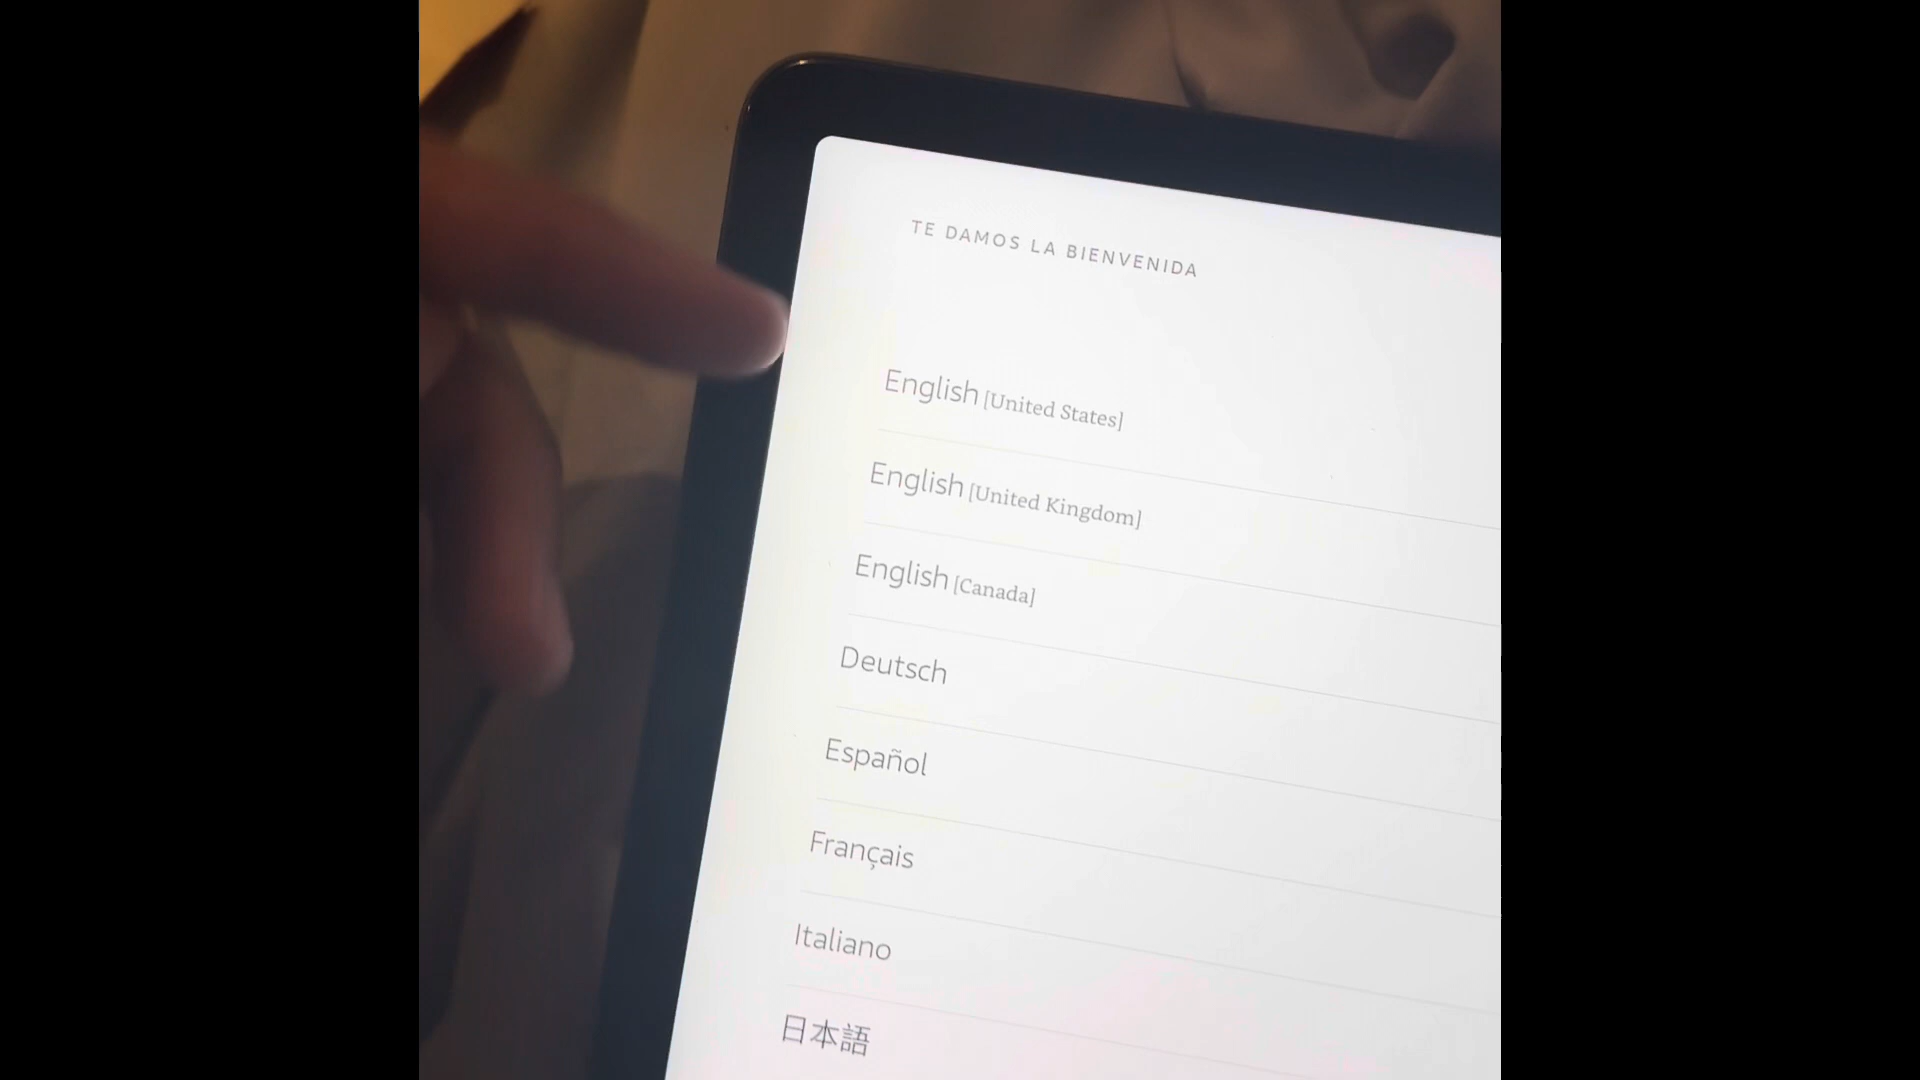 TE DAMOS LA BIENVENIDA
English [United States]
English [United Kingdom]
English [Canada]
Deutsch
Español
Français
Italiano
日本語